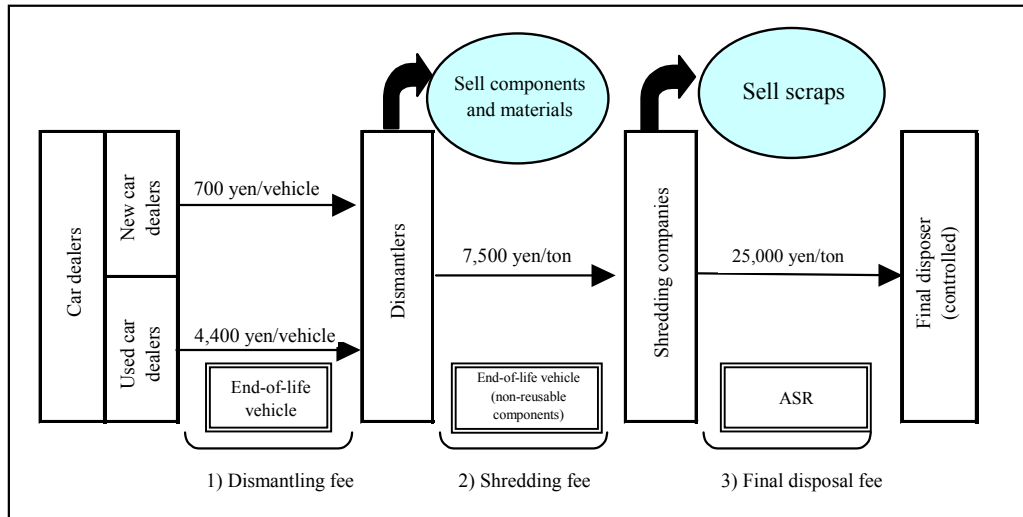 Sell components
and materials
Sell scraps
Car dealers
New car
dealers
Used car
dealers
700 yen/vehicle
4,400 yen/vehicle
End-of-life
vehicle
Dismantlers
7,500 yen/ton
End-of-life vehicle
(non-reusable
components)
Shredding companies
25,000 yen/ton
ASR
Final disposer
(controlled)
1) Dismantling fee
2) Shredding fee
3) Final disposal fee